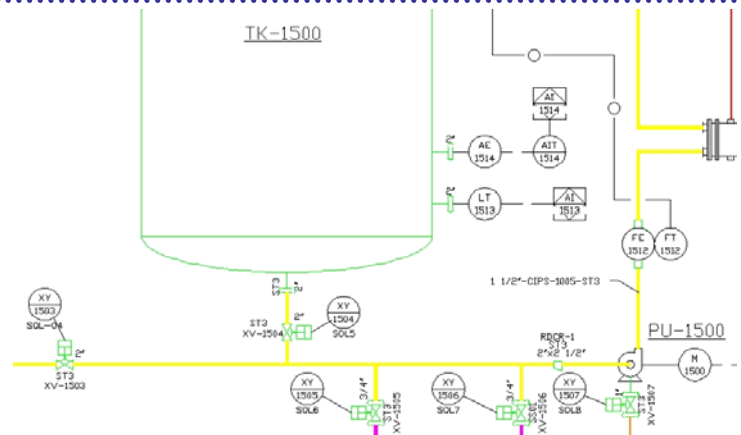 TK-1500
AI
1514
2"
AE
1514
AIT
1514
2"
LT
1513
AI
1513
FE
1512
FT
1512
1 1/2"-CIPS-1005-ST3
ST3
2"
XY
1503
SOL-04
2"
ST3
XV-1503
2"
ST3
XV-1504
XY
1504
SOL5
RDCR-1
ST3
2"x2 1/2"
PU-1500
M
1500
XY
1505
SOL6
3/4"
ST3
XV-1505
XY
1506
SOL7
3/4"
XV-1506
XY
1507
SOL8
1"
ST3
XV-1507